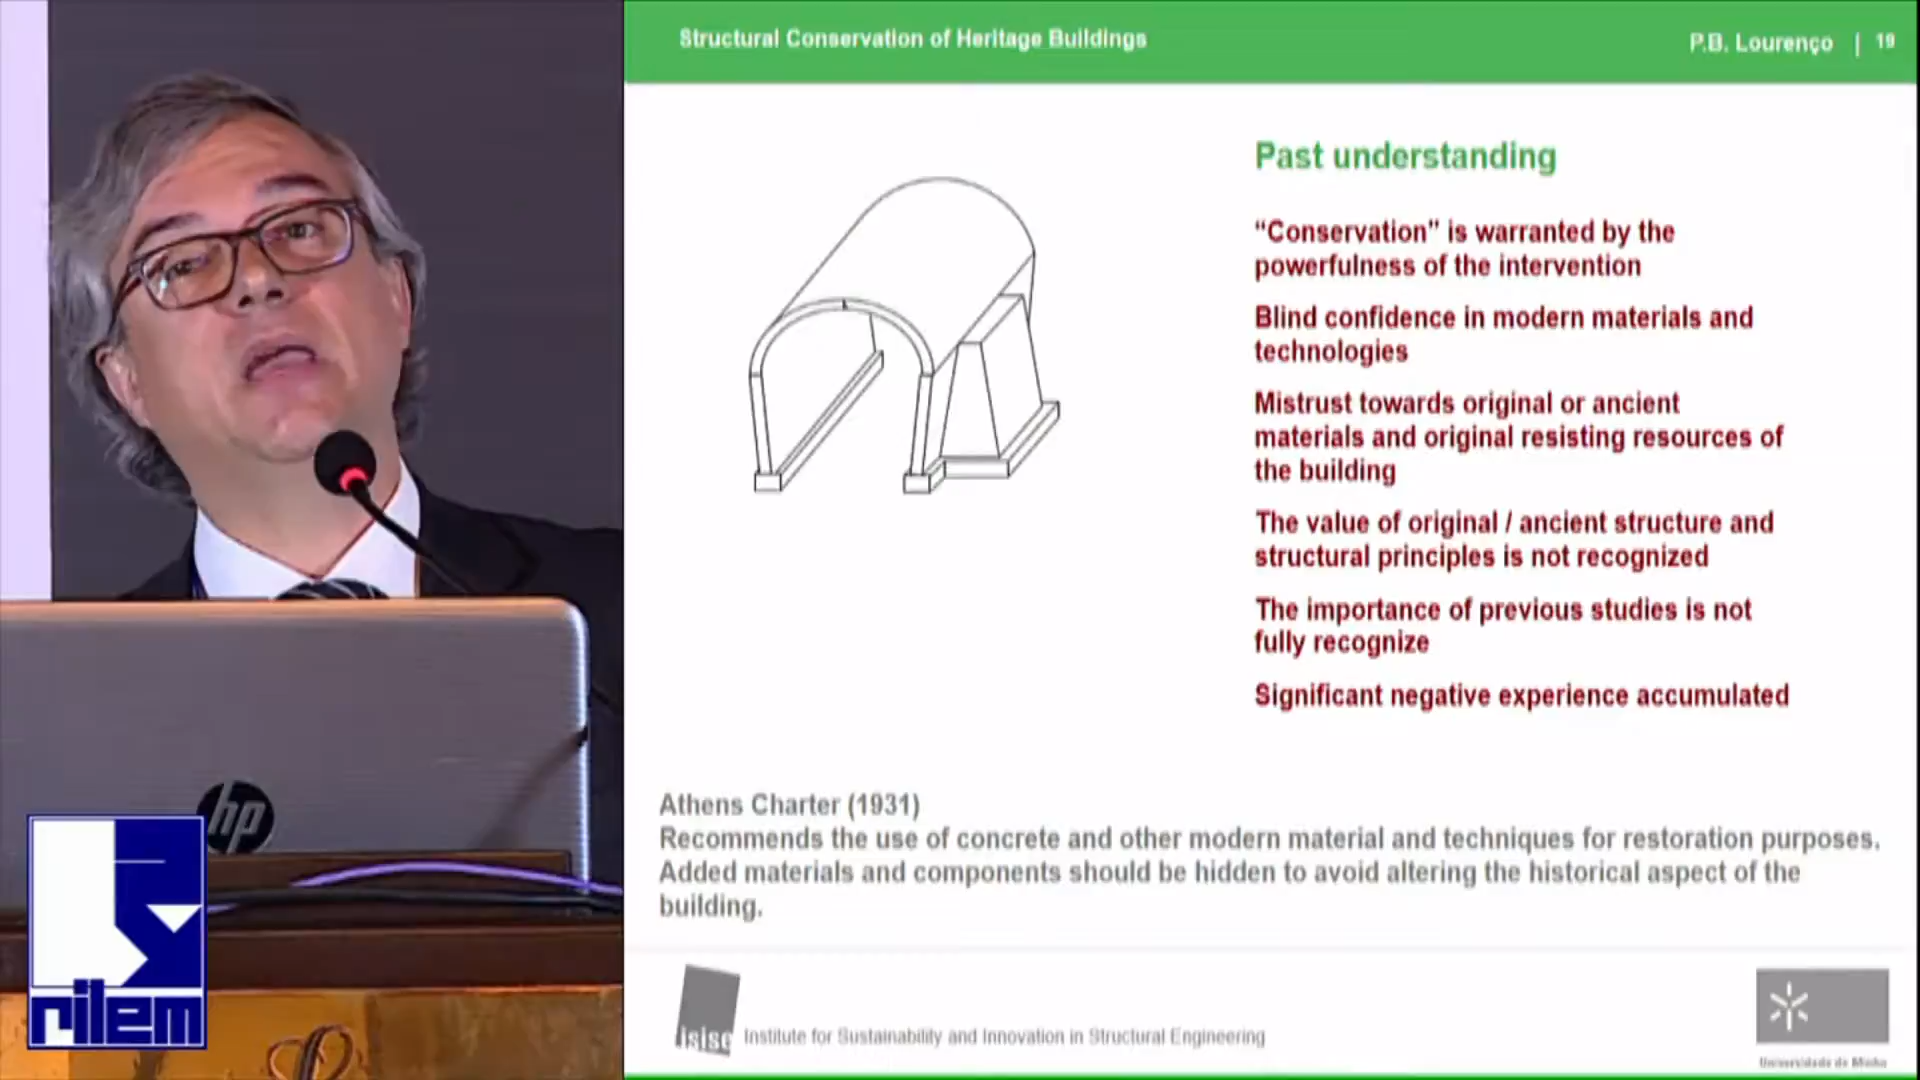 Structural Conservation of Heritage Buildings
P.B. Lourenço | 19
Past understanding
“Conservation” is warranted by the
powerfulness of the intervention
Blind confidence in modern materials and
technologies
Mistrust towards original or ancient
materials and original resisting resources of
the building
The value of original / ancient structure and
structural principles is not recognized
The importance of previous studies is not
fully recognize
Significant negative experience accumulated
Athens Charter (1931)
Recommends the use of concrete and other modern material and techniques for restoration purposes.
Added materials and components should be hidden to avoid altering the historical aspect of the
building.
isise Institute for Sustainability and Innovation in Structural Engineering
Universidade do Minho
hp
rilem